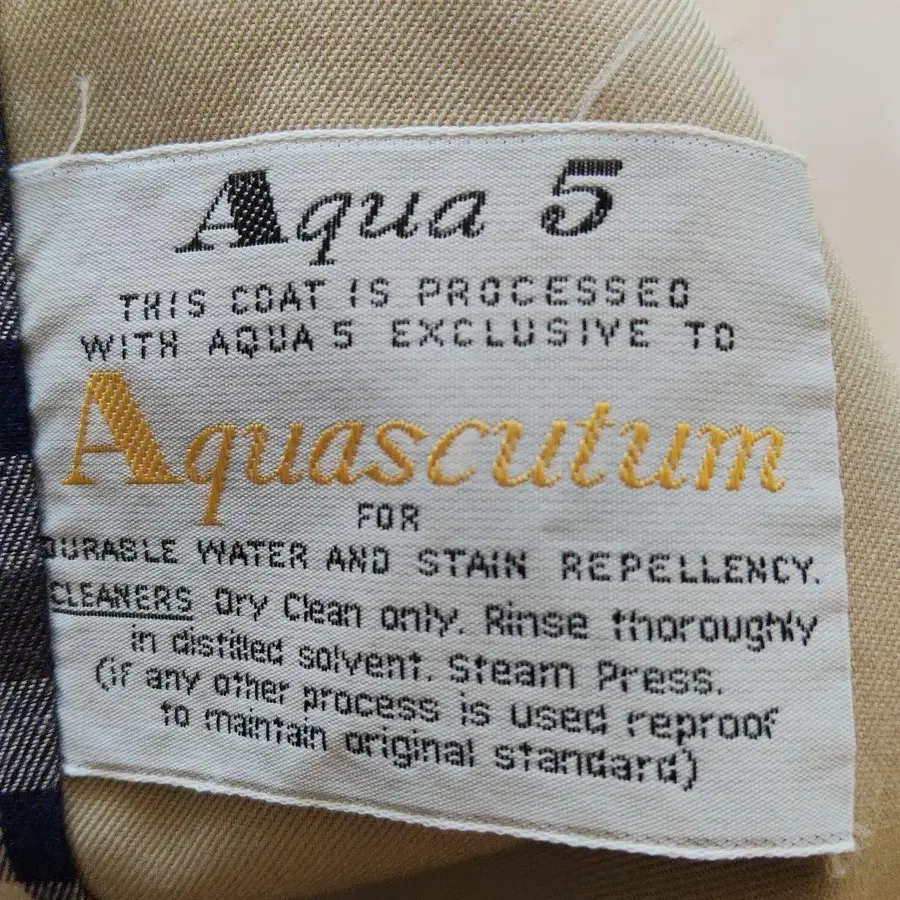 Aqua 5
THIS COAT IS PROCESSED
WITH AQUA 5 EXCLUSIVE TO
Aquascutum
FOR
DURABLE WATER AND STAIN REPELLENCY.
CLEANERS Dry Clean only. Rinse thoroughly
in distilled solvent. Steam Press.
(if any other process is used reproof
to maintain original standard)